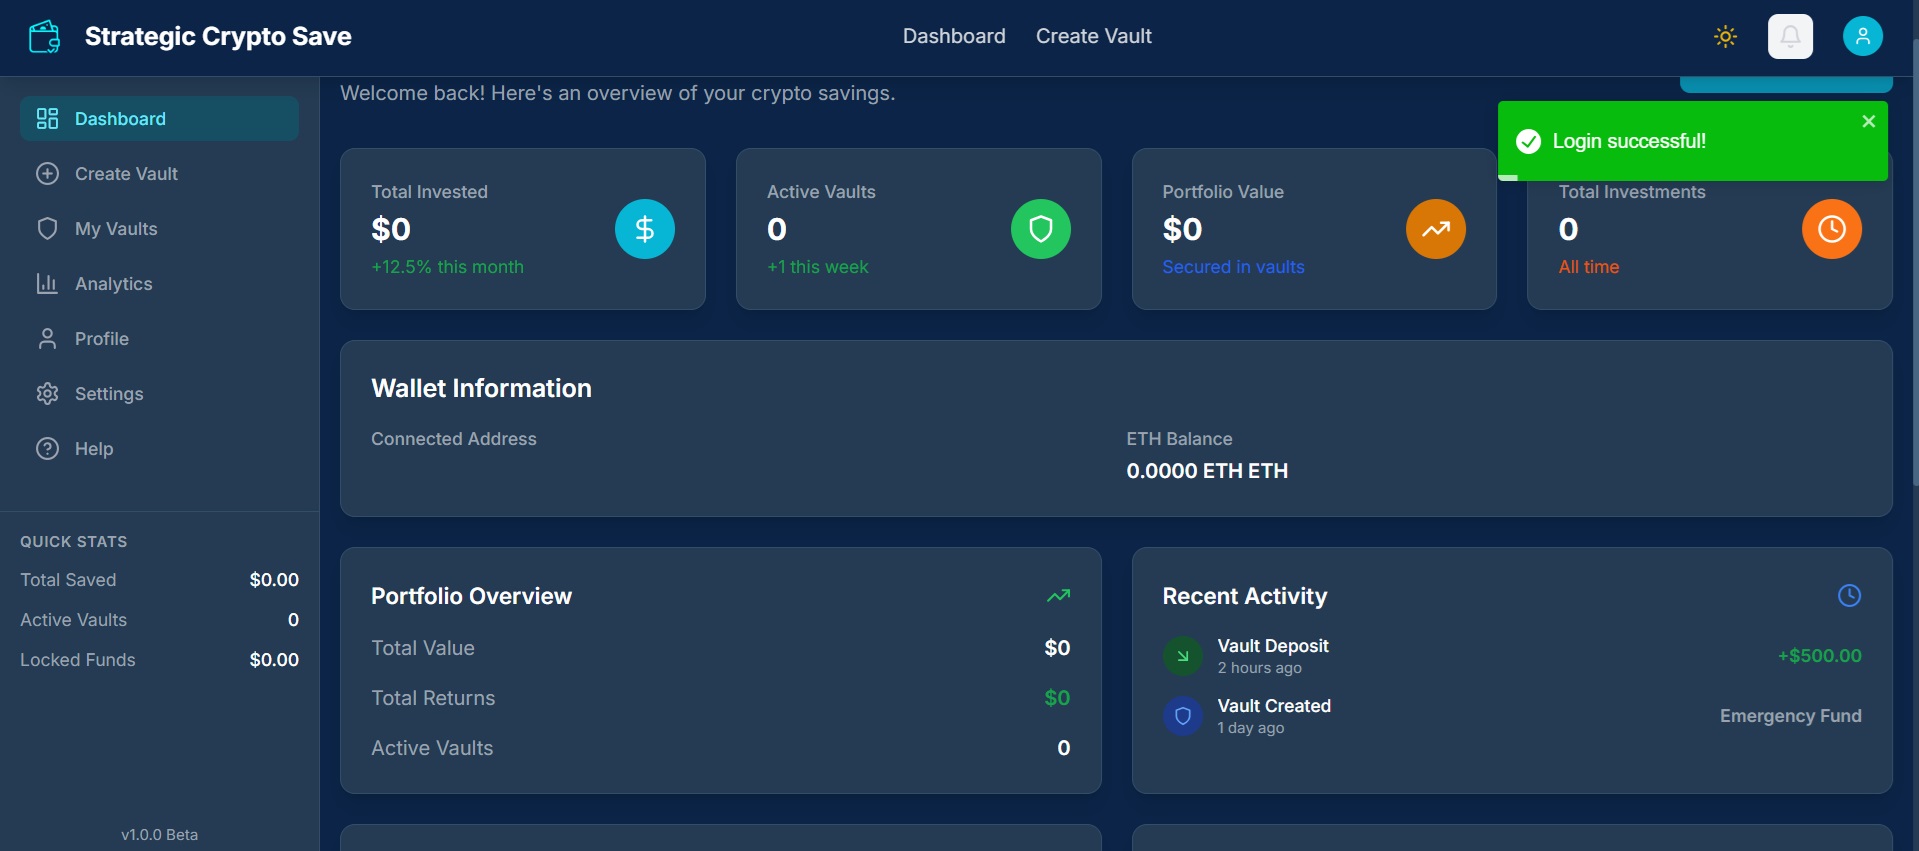 Strategic Crypto Save
Dashboard
Create Vault
Dashboard
Create Vault
My Vaults
Analytics
Profile
Settings
Help
QUICK STATS
Total Saved $0.00
Active Vaults 0
Locked Funds $0.00
v1.0.0 Beta
Welcome back! Here's an overview of your crypto savings.
Login successful!
Total Invested
$0
+12.5% this month
Active Vaults
0
+1 this week
Portfolio Value
$0
Secured in vaults
Total Investments
0
All time
Wallet Information
Connected Address
ETH Balance
0.0000 ETH ETH
Portfolio Overview
Total Value $0
Total Returns $0
Active Vaults 0
Recent Activity
Vault Deposit
2 hours ago
+$500.00
Vault Created
1 day ago
Emergency Fund